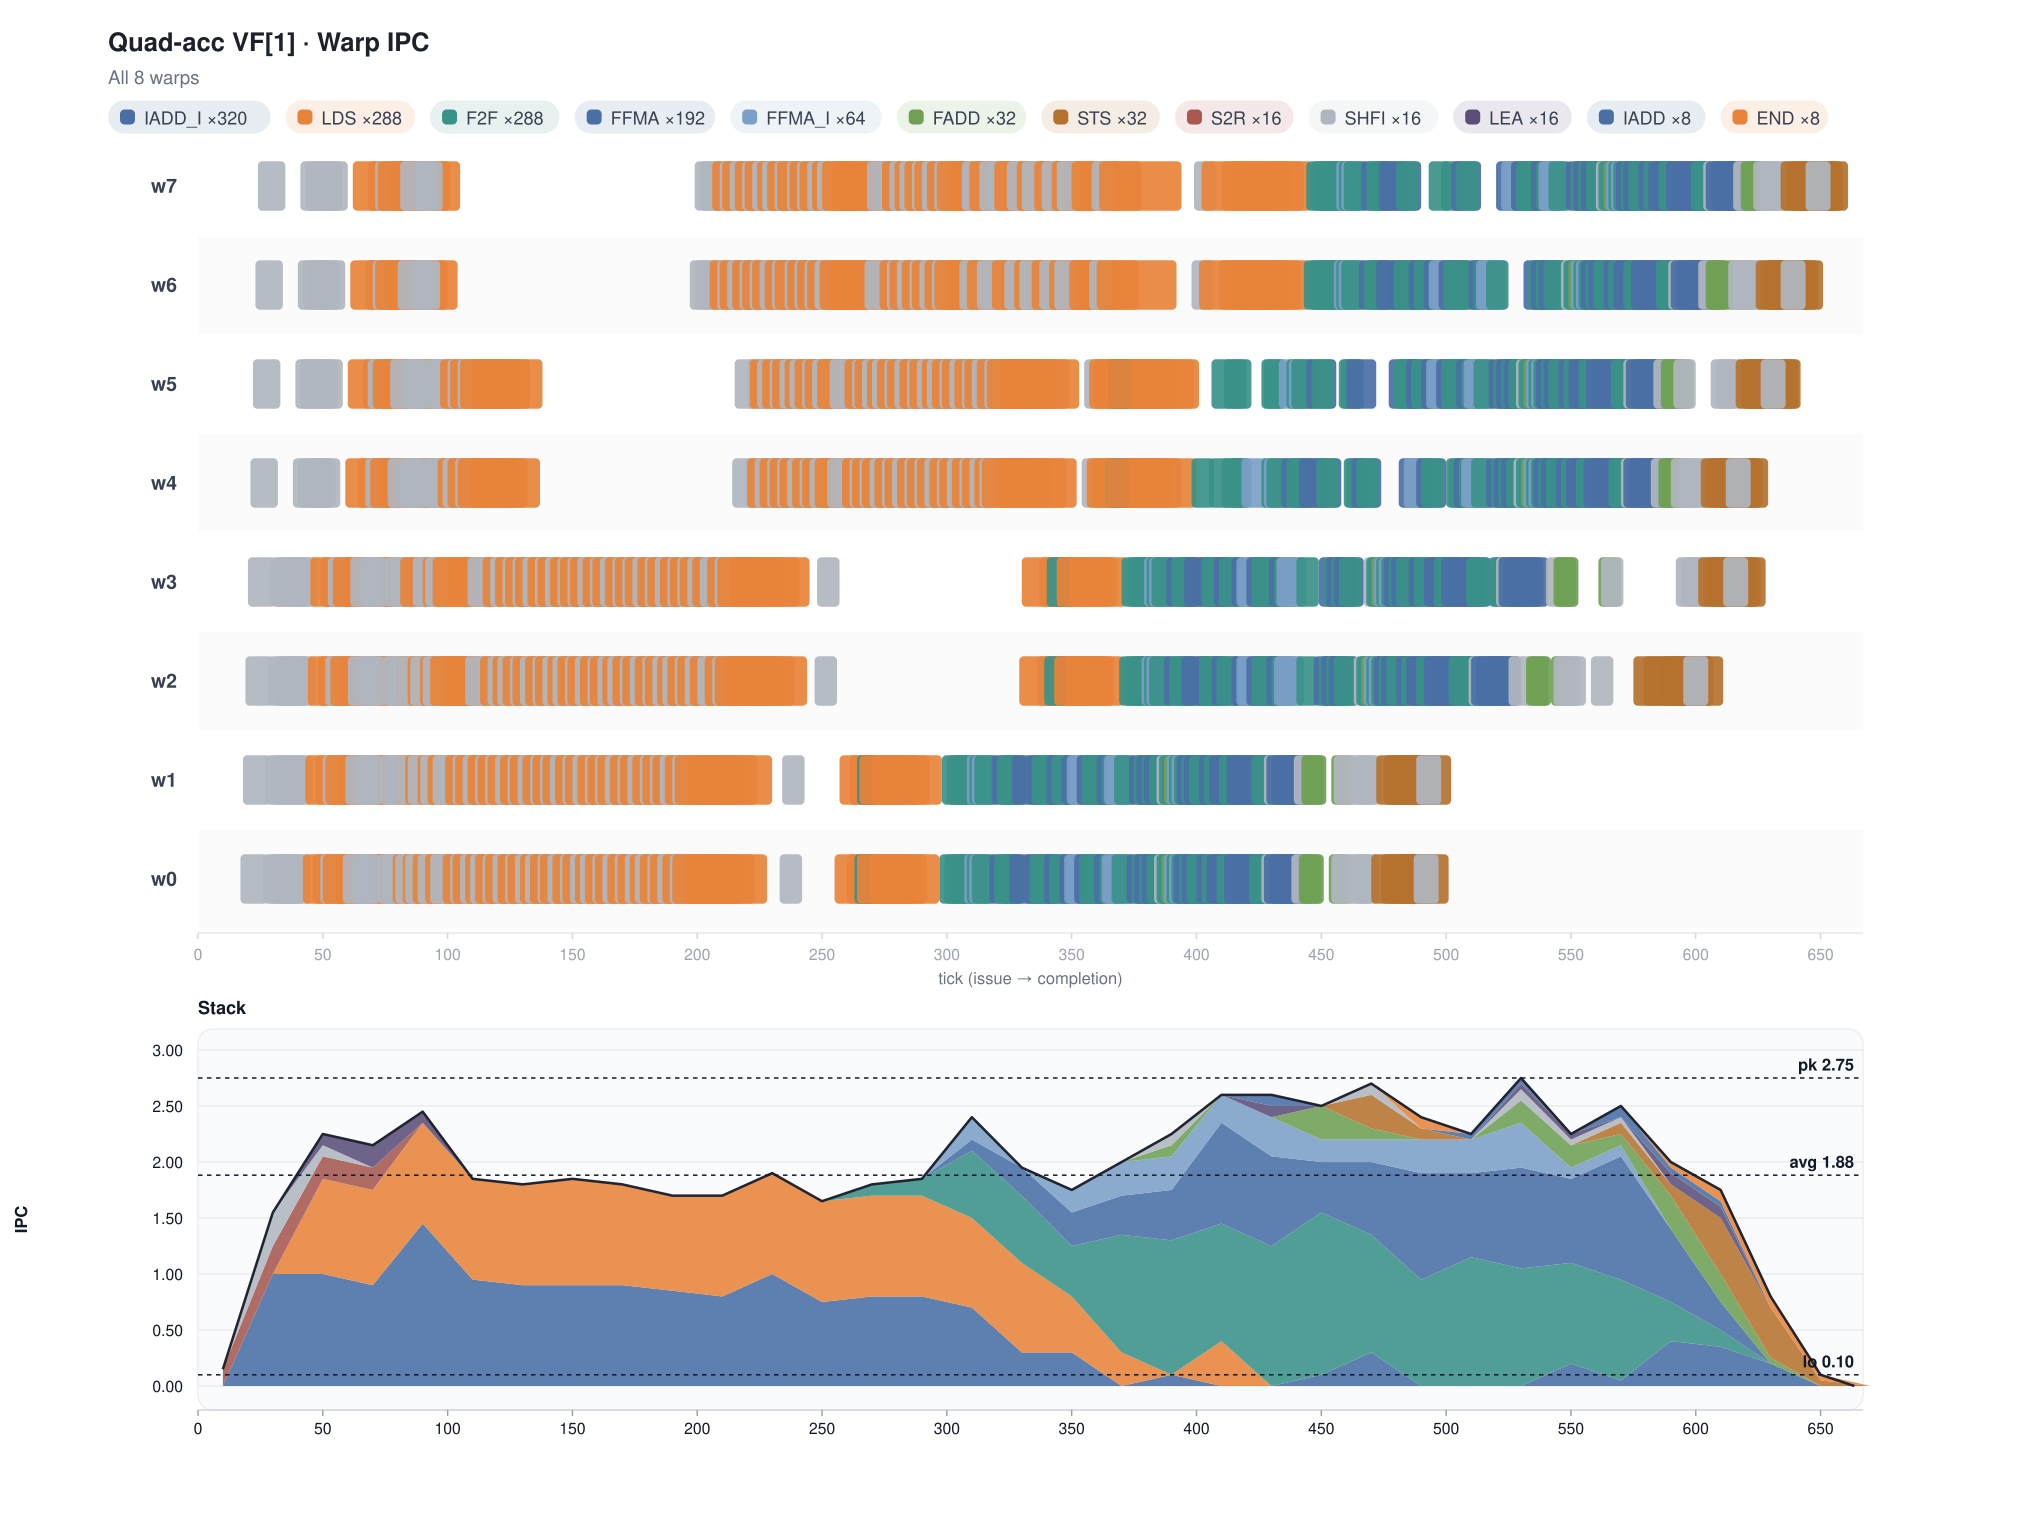 Quad-acc VF[1] · Warp IPC
All 8 warps
IADD_I ×320 LDS ×288 F2F ×288 FFMA ×192 FFMA_I ×64 FADD ×32 STS ×32 S2R ×16 SHFI ×16 LEA ×16 IADD ×8 END ×8
w7
w6
w5
w4
w3
w2
w1
w0
0 50 100 150 200 250 300 350 400 450 500 550 600 650
tick (issue → completion)
Stack
3.00
pk 2.75
2.50
2.00
avg 1.88
1.50
IPC
1.00
0.50
lo 0.10
0.00
0 50 100 150 200 250 300 350 400 450 500 550 600 650